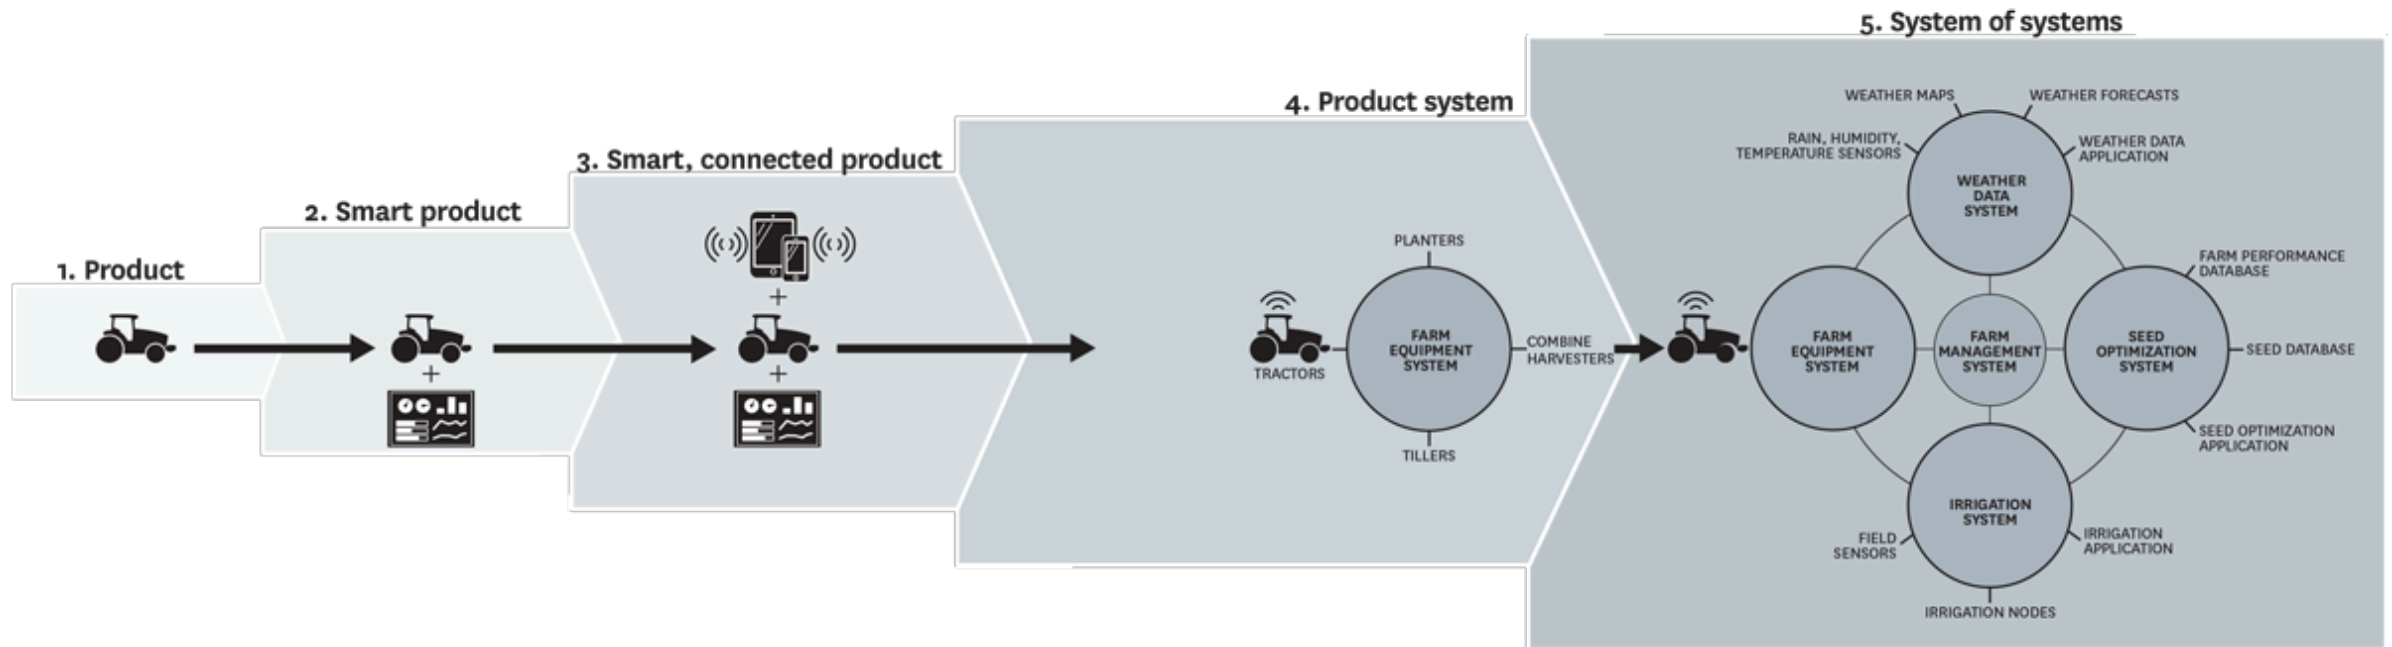 1. Product
2. Smart product
3. Smart, connected product
4. Product system
PLANTERS
TRACTORS
FARM
EQUIPMENT
SYSTEM
COMBINE
HARVESTERS
TILLERS
5. System of systems
WEATHER MAPS
WEATHER FORECASTS
RAIN, HUMIDITY,
TEMPERATURE SENSORS
WEATHER DATA
APPLICATION
WEATHER
DATA
SYSTEM
FARM PERFORMANCE
DATABASE
FARM
EQUIPMENT
SYSTEM
FARM
MANAGEMENT
SYSTEM
SEED
OPTIMIZATION
SYSTEM
SEED DATABASE
SEED OPTIMIZATION
APPLICATION
IRRIGATION
SYSTEM
FIELD
SENSORS
IRRIGATION
APPLICATION
IRRIGATION NODES